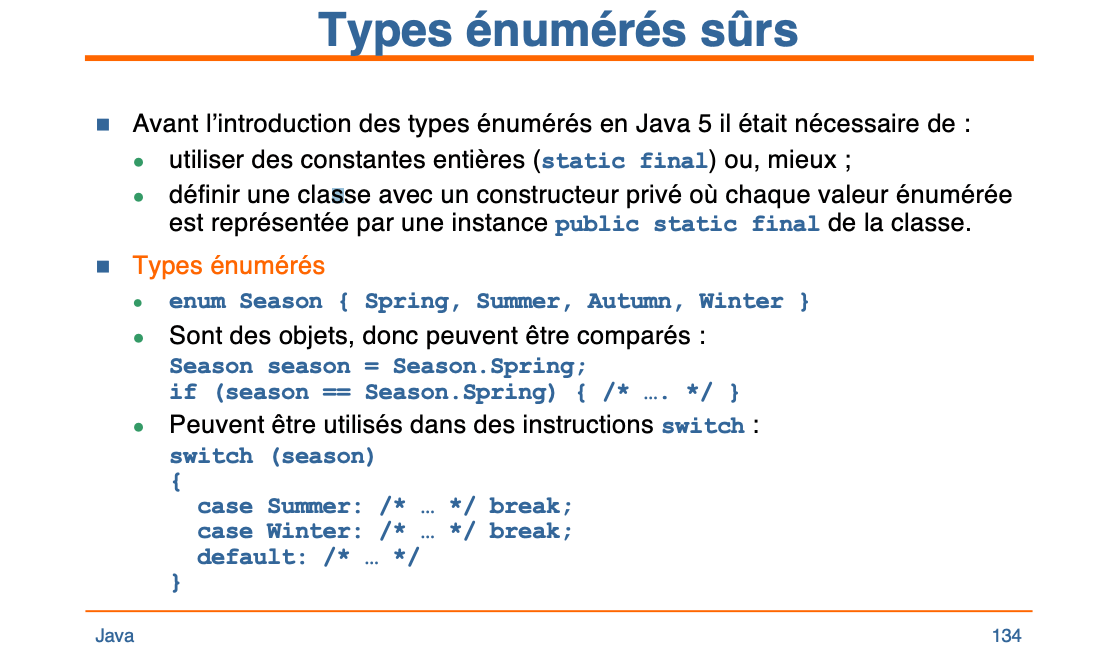 Types énumérés sûrs
Avant l’introduction des types énumérés en Java 5 il était nécessaire de :
utiliser des constantes entières (static final) ou, mieux ;
définir une classe avec un constructeur privé où chaque valeur énumérée
est représentée par une instance public static final de la classe.
Types énumérés
enum Season { Spring, Summer, Autumn, Winter }
Sont des objets, donc peuvent être comparés :
Season season = Season.Spring;
if (season == Season.Spring) { /* …. */ }
Peuvent être utilisés dans des instructions switch :
switch (season)
{
case Summer: /* … */ break;
case Winter: /* … */ break;
default: /* … */
}
Java 134